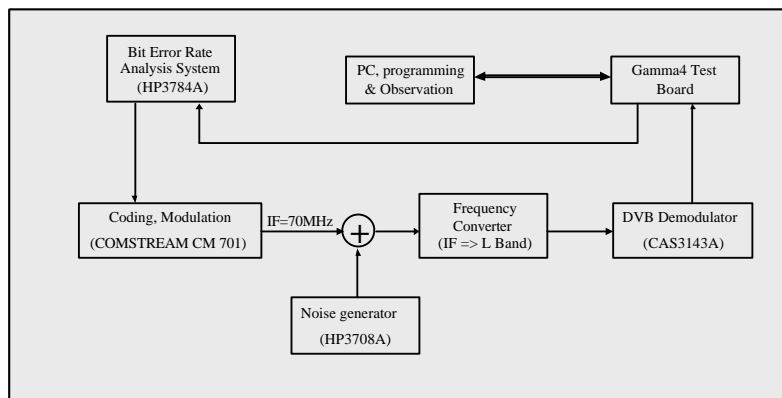 Bit Error Rate
Analysis System
(HP3784A)
PC, programming
& Observation
Gamma4 Test
Board
Coding, Modulation
(COMSTREAM CM 701)
IF=70MHz
+
Frequency
Converter
(IF => L Band)
DVB Demodulator
(CAS3143A)
Noise generator
(HP3708A)